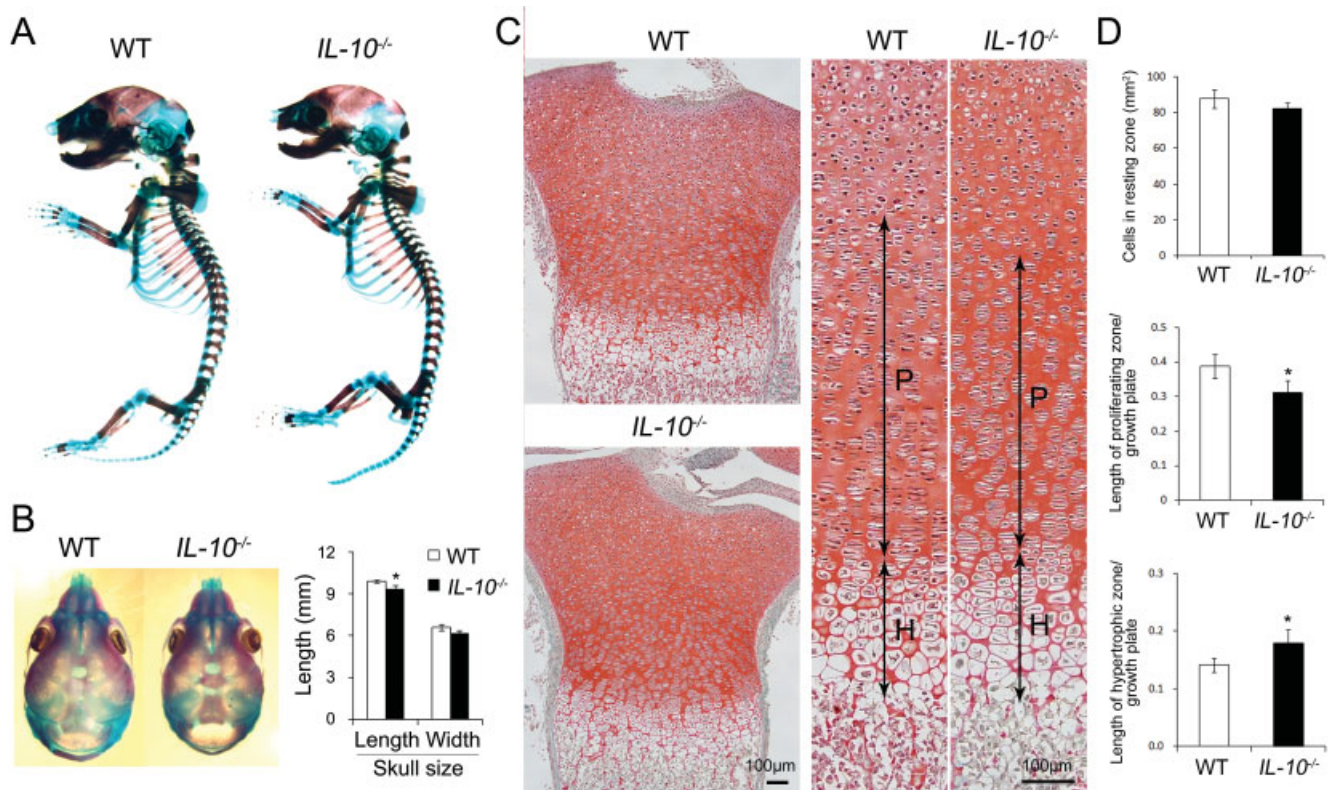 A
WT
IL-10-/-
B
WT
IL-10-/-
Length (mm)
12
9
6
3
0
*
WT
IL-10-/-
Length Width
Skull size
C
WT
IL-10-/-
100μm
WT
IL-10-/-
P
P
H
H
100μm
D
Cells in resting zone (mm²)
100
80
60
40
20
0
WT
IL-10-/-
Length of proliferating zone/
growth plate
0.5
0.4
0.3
0.2
0.1
0
*
WT
IL-10-/-
Length of hypertrophic zone/
growth plate
0.3
0.2
0.1
0.0
*
WT
IL-10-/-